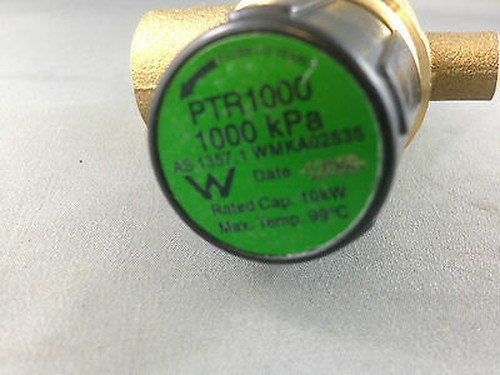 PTR1000
1000 kPa
AS 1357.1 WMKA02535
W Date
Rated Cap. 10kW
Max. Temp. 99°C